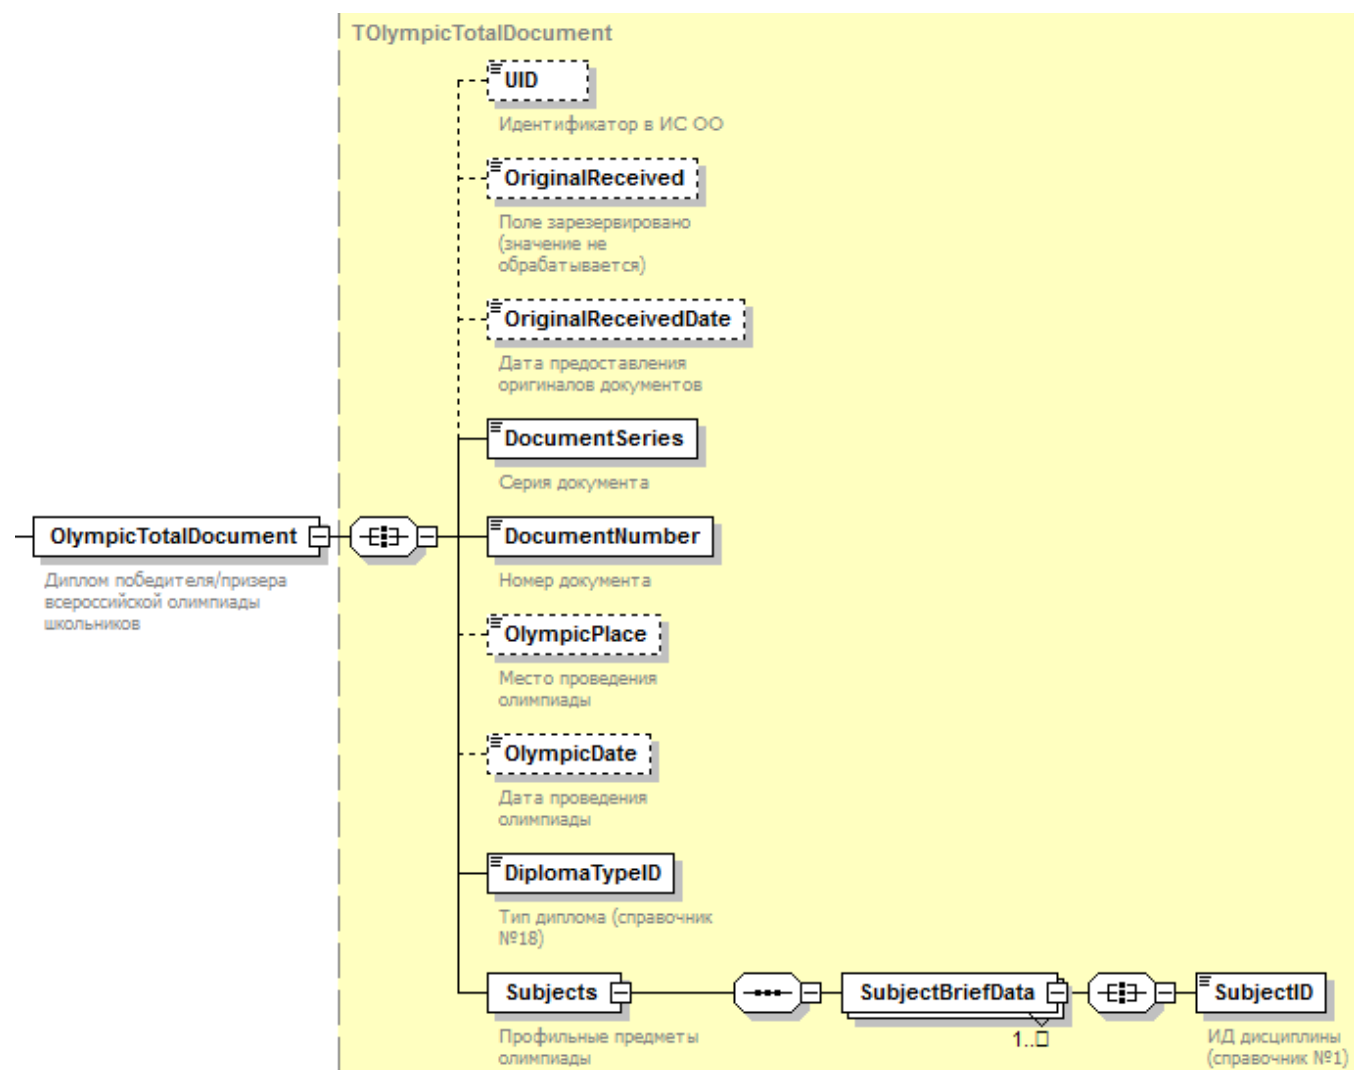 TOlympicTotalDocument
UID
Идентификатор в ИС ОО
OriginalReceived
Поле зарезервировано
(значение не
обрабатывается)
OriginalReceivedDate
Дата предоставления
оригиналов документов
DocumentSeries
Серия документа
OlympicTotalDocument
Диплом победителя/призера
всероссийской олимпиады
школьников
DocumentNumber
Номер документа
OlympicPlace
Место проведения
олимпиады
OlympicDate
Дата проведения
олимпиады
DiplomaTypeID
Тип диплома (справочник
№18)
Subjects
Профильные предметы
олимпиады
SubjectBriefData
1..□
SubjectID
ИД дисциплины
(справочник №1)